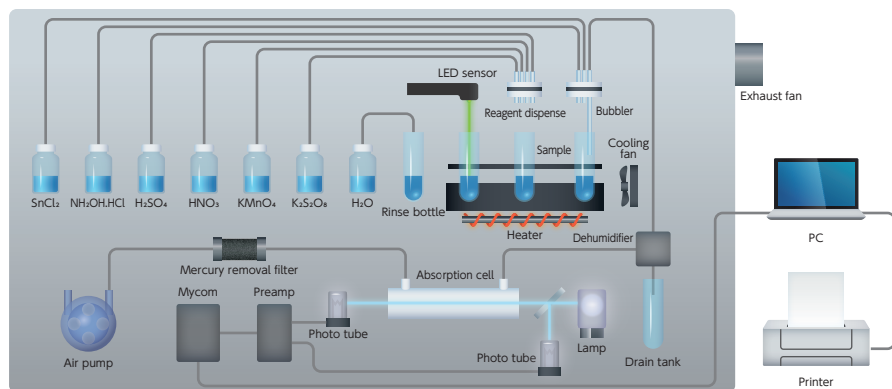 LED sensor
Exhaust fan
Reagent dispense
Bubbler
Sample
Cooling
fan
SnCl₂
NH₂OH.HCl
H₂SO₄
HNO₃
KMnO₄
K₂S₂O₈
H₂O
Rinse bottle
Heater
Dehumidifier
PC
Mercury removal filter
Absorption cell
Mycom
Preamp
Photo tube
Air pump
Photo tube
Lamp
Drain tank
Printer